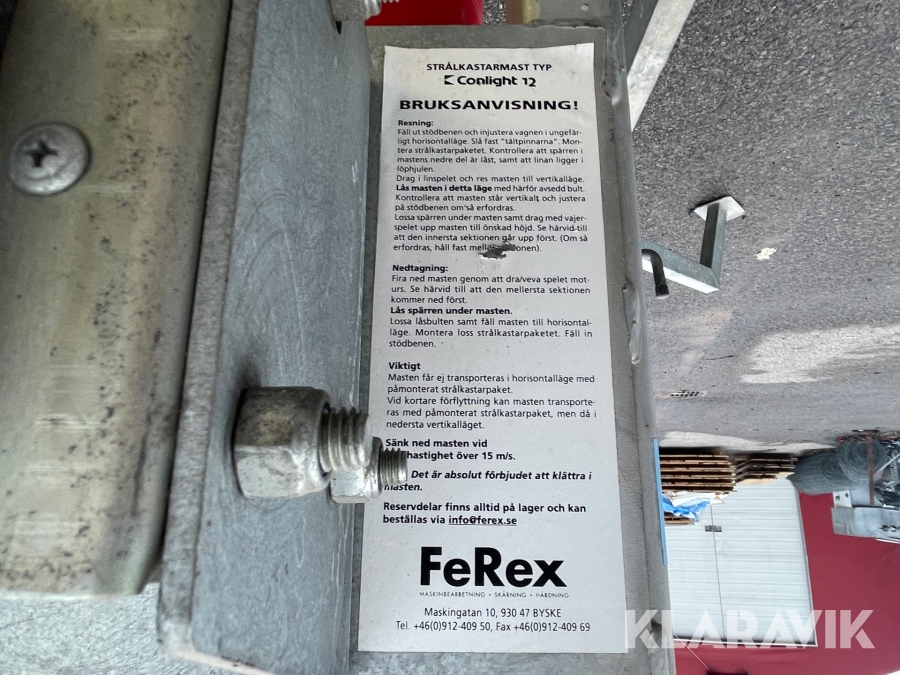 STRÅLKASTARMAST TYP
Conlight 12
BRUKSANVISNING!
Resning:
Fäll ut stödbenen och injustera vagnen i ungefär-
ligt horisontalläge. Slå fast "tältpinnarna". Mon-
tera strålkastarpaketet. Kontrollera att spärren i
mastens nedre del är låst, samt att linan ligger i
löphjulen.
Drag i linspelet och res masten till vertikalläge.
Lås masten i detta läge med härför avsedd bult.
Kontrollera att masten står vertikalt och justera
på stödbenen om så erfordras.
Lossa spärren under masten samt drag med vajer-
spelet upp masten till önskad höjd. Se härvid till
att den innersta sektionen går upp först. (Om så
erfordras, håll fast
Nedtagning:
Fira ned masten genom att dra/veva spelet mot-
urs. Se härvid till att den mellersta sektionen
kommer ned först.
Lås spärren under masten.
Lossa låsbulten samt fäll masten till horisontal-
läge. Montera loss strålkastarpaketet. Fäll in
stödbenen.
Viktigt
Masten får ej transporteras i horisontalläge med
påmonterat strålkastarpaket.
Vid kortare förflyttning kan masten transporte-
ras med påmonterat strålkastarpaket, men då i
nedersta vertikalläget.
Sänk ned masten vid
hastighet över 15 m/s.
Det är absolut förbjudet att klättra i
masten.
Reservdelar finns alltid på lager och kan
beställas via info@ferex.se
FeRex
MASKINBEARBETNING • SKÄRNING • HÄRDNING
Maskingatan 10, 930 47 BYSKE
Tel. +46(0)912-409 50, Fax +46(0)912-409 69
KLARAVIK